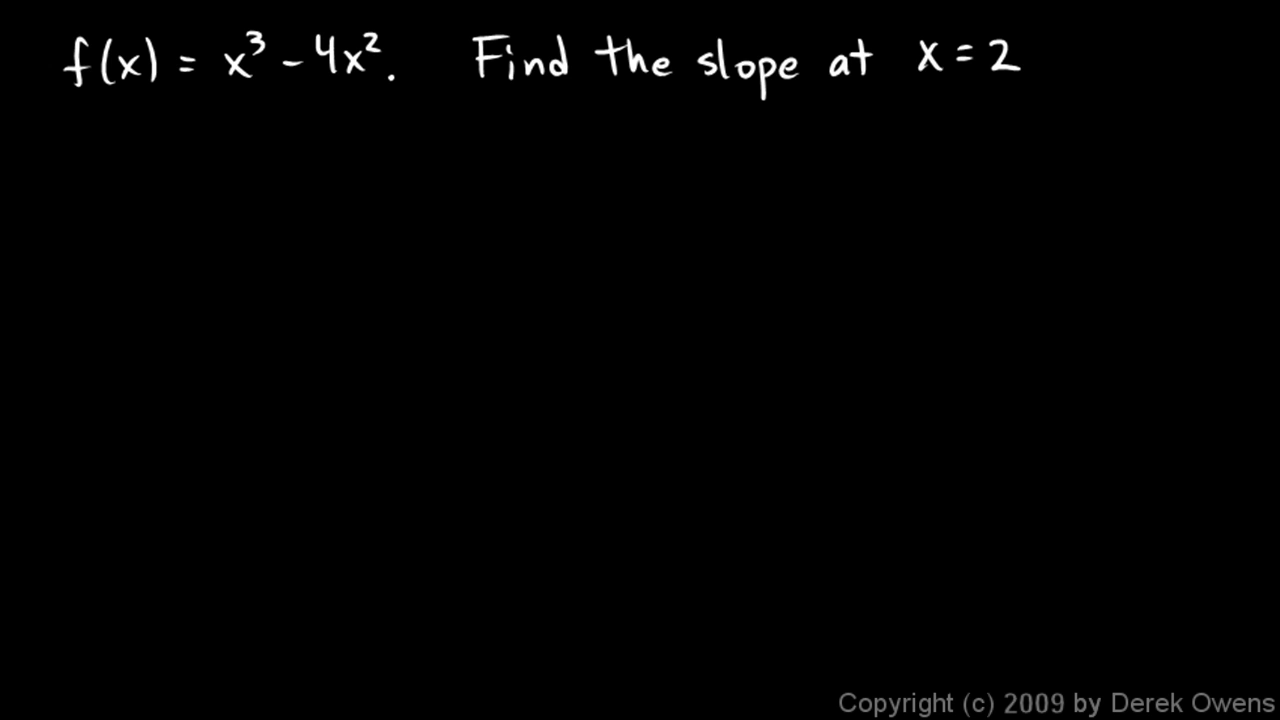 f(x) = x³ - 4x². Find the slope at x = 2
Copyright (c) 2009 by Derek Owens